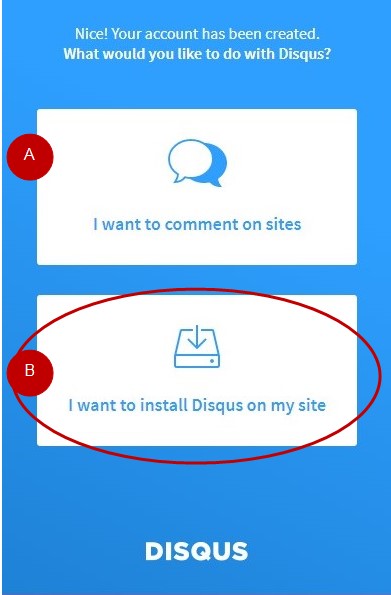 Nice! Your account has been created.
What would you like to do with Disqus?
A
I want to comment on sites
B
I want to install Disqus on my site
DISQUS